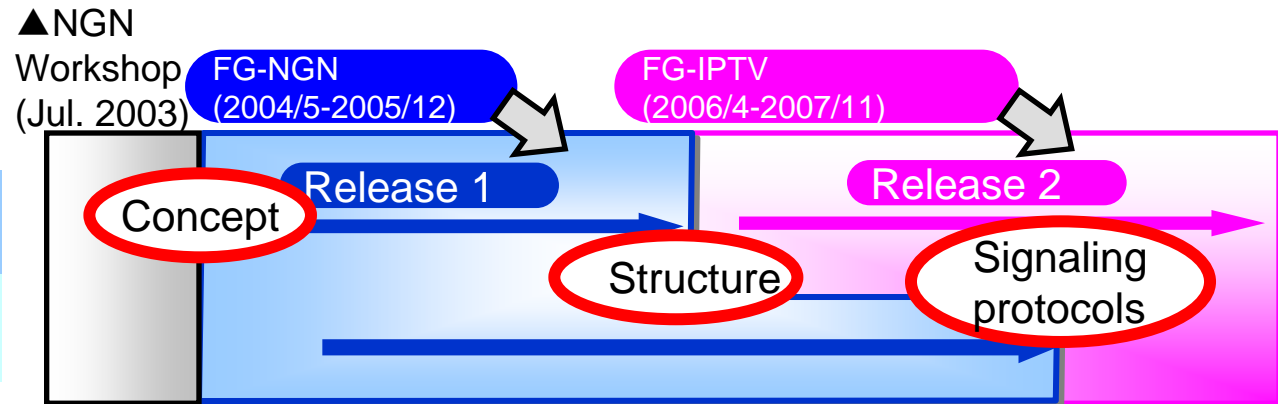 ▲NGN
Workshop
(Jul. 2003)
FG-NGN
(2004/5-2005/12)
FG-IPTV
(2006/4-2007/11)
Release 1
Release 2
Concept
Structure
Signaling
protocols